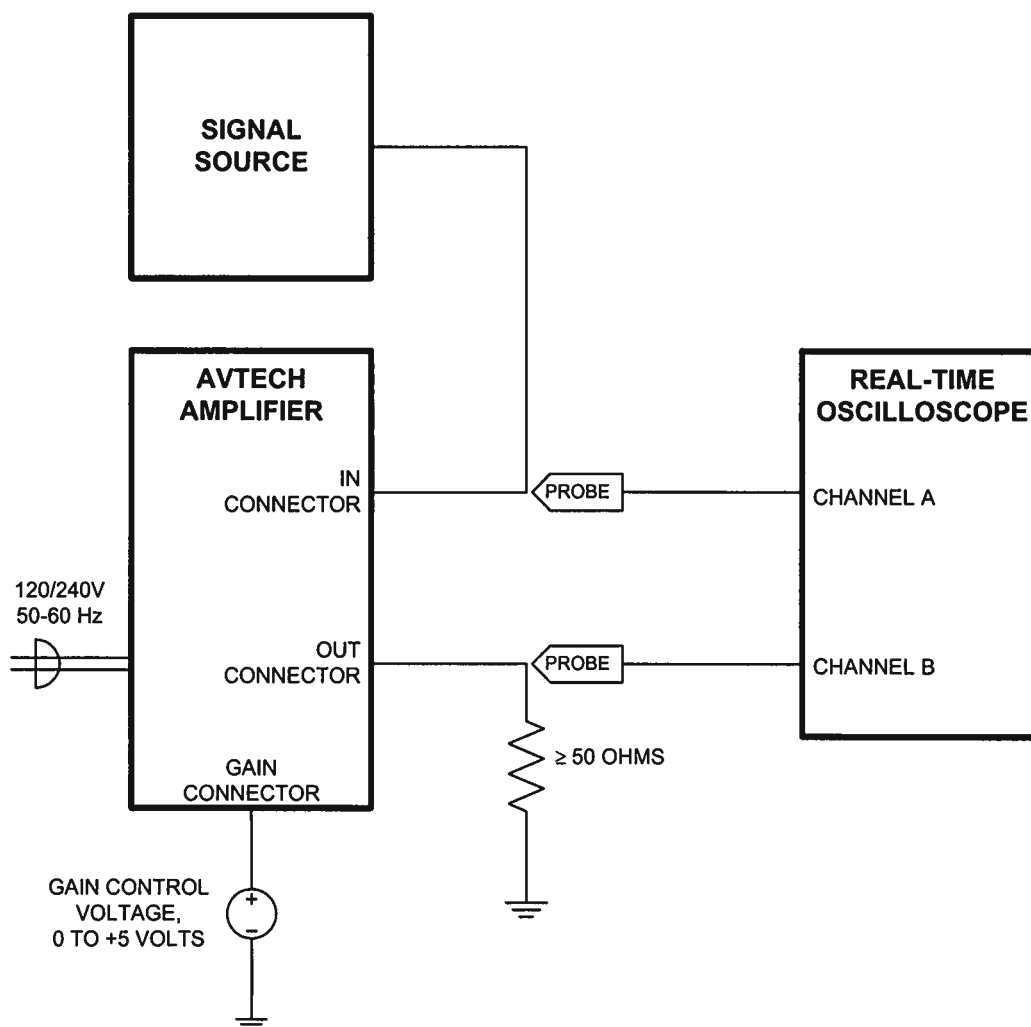 SIGNAL
SOURCE
AVTECH
AMPLIFIER
REAL-TIME
OSCILLOSCOPE
IN
CONNECTOR
PROBE
CHANNEL A
120/240V
50-60 Hz
OUT
CONNECTOR
PROBE
CHANNEL B
≥ 50 OHMS
GAIN
CONNECTOR
GAIN CONTROL
VOLTAGE,
0 TO +5 VOLTS
+
−